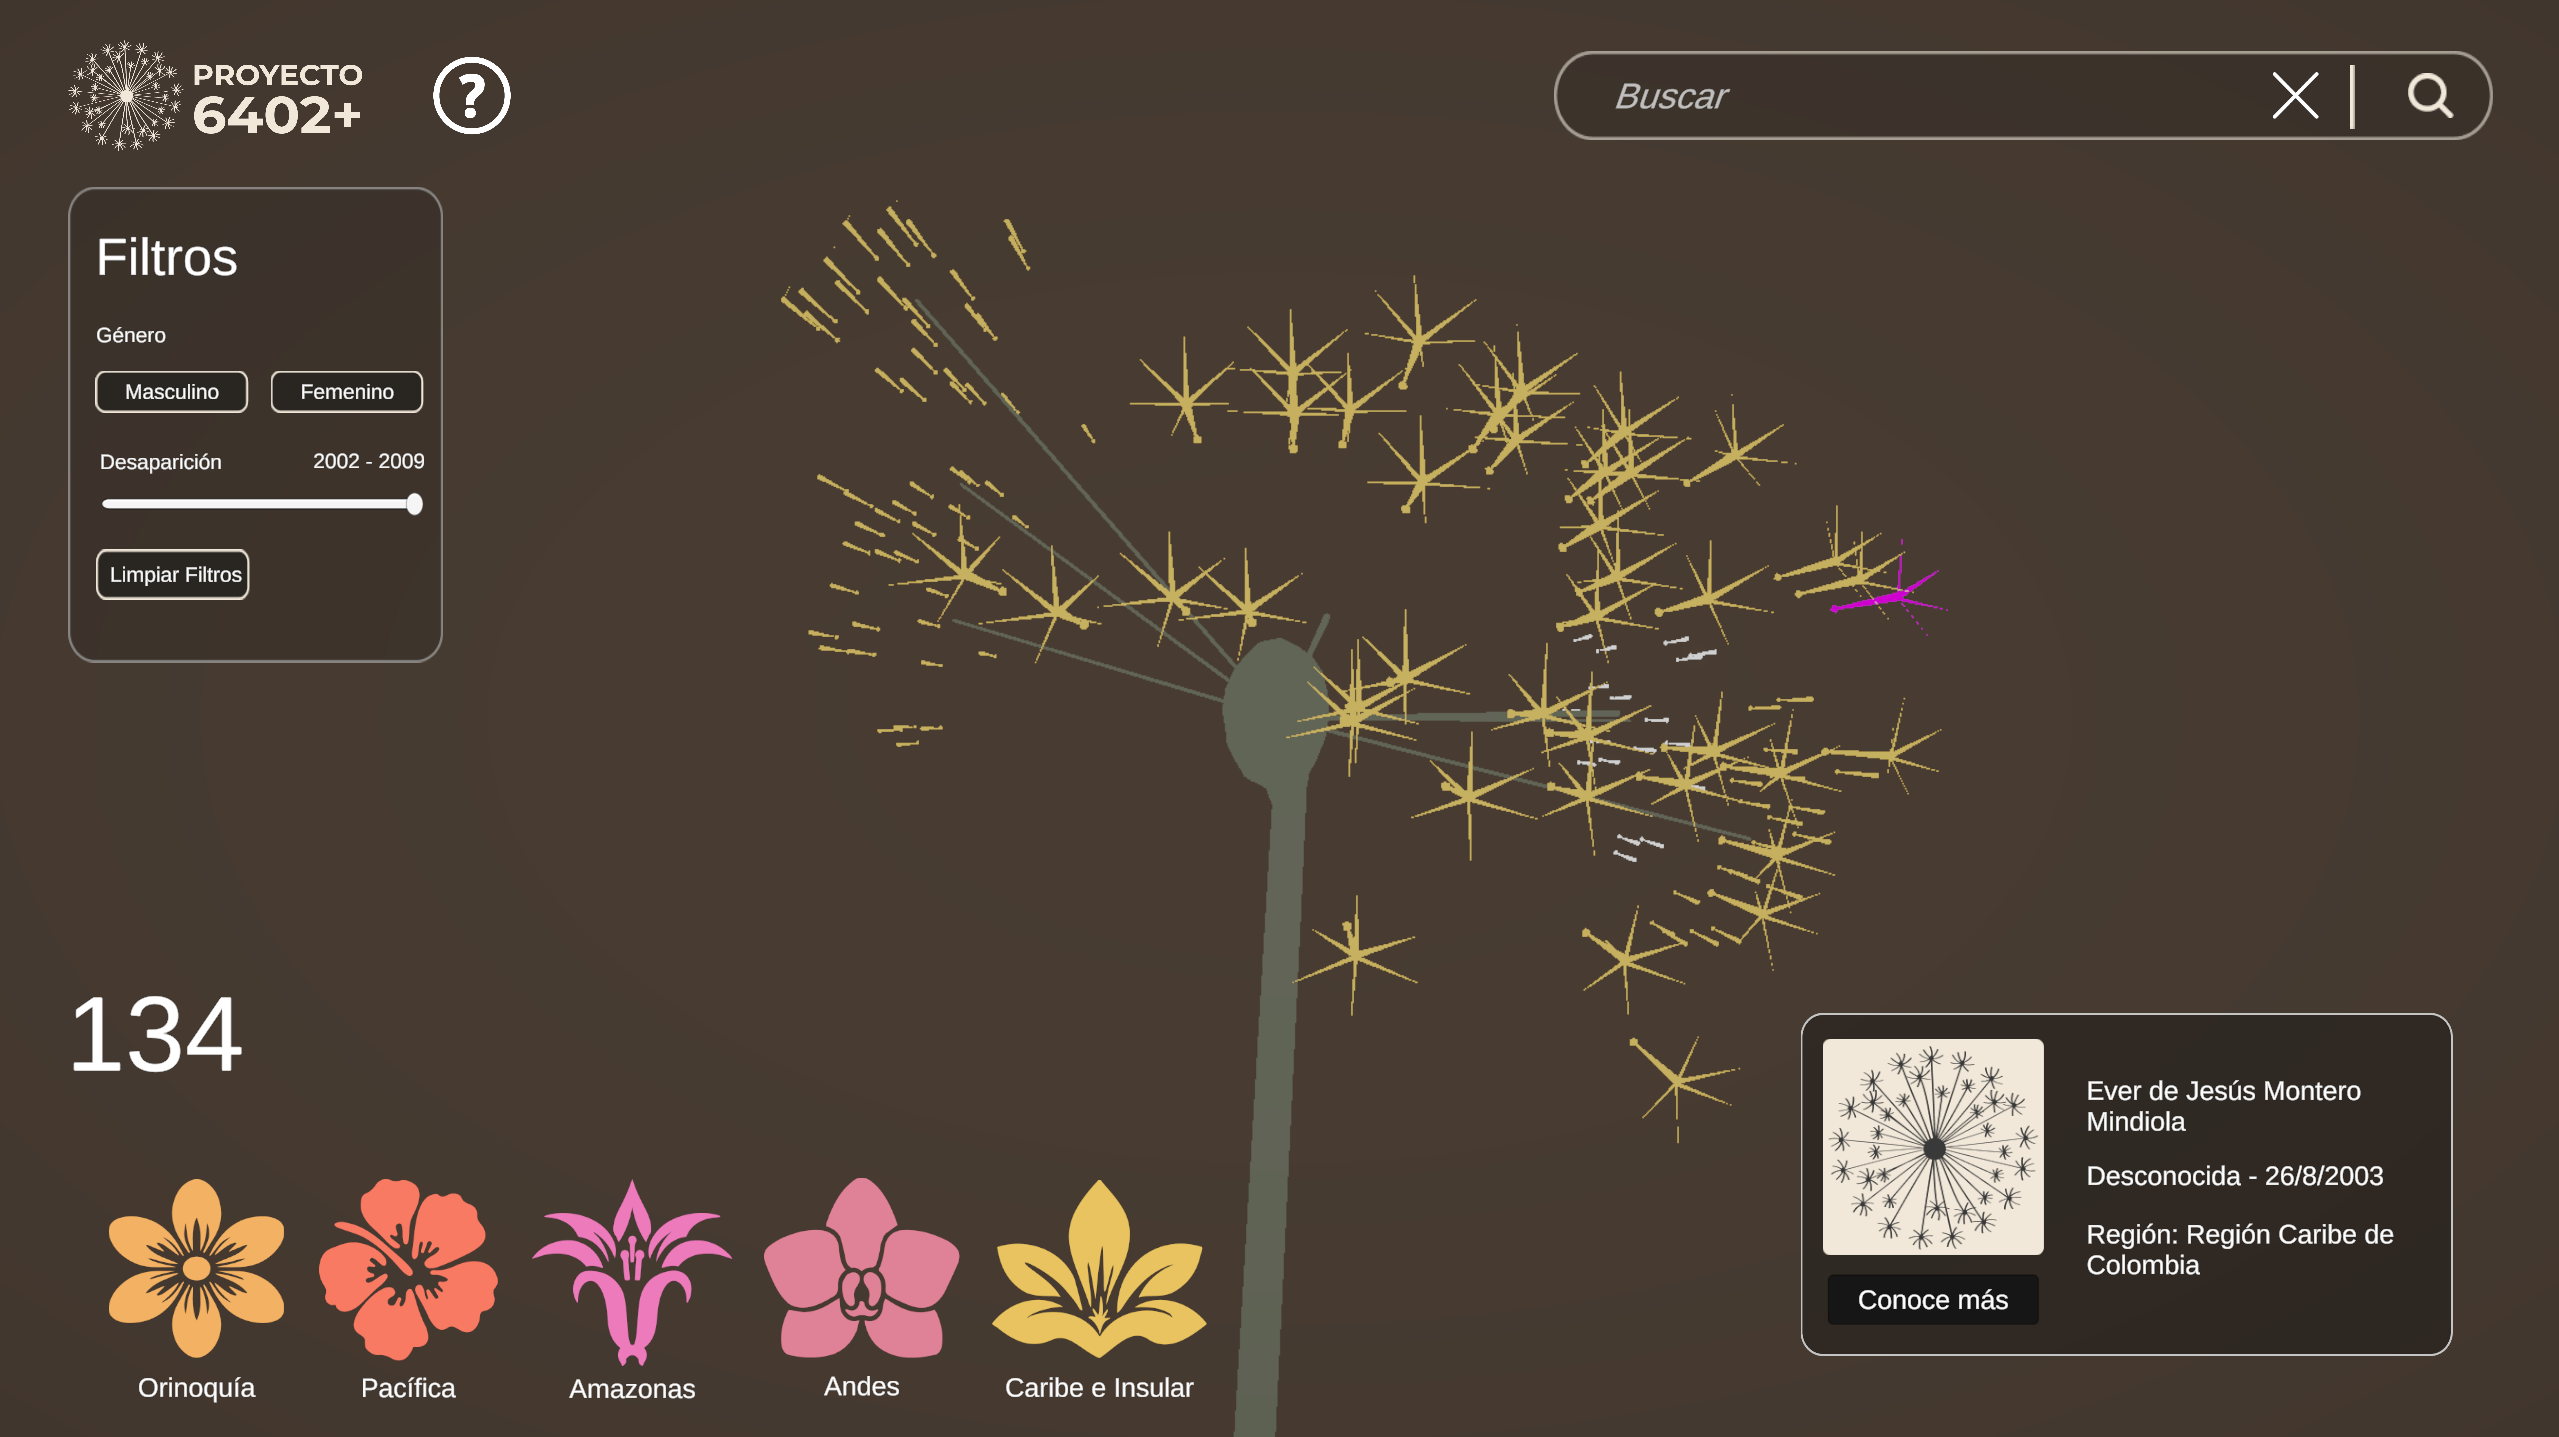 PROYECTO
6402+
?
Buscar
Filtros
Género
Masculino
Femenino
Desaparición
2002 - 2009
Limpiar Filtros
134
Orinoquía
Pacífica
Amazonas
Andes
Caribe e Insular
Ever de Jesús Montero
Mindiola
Desconocida - 26/8/2003
Región: Región Caribe de
Colombia
Conoce más